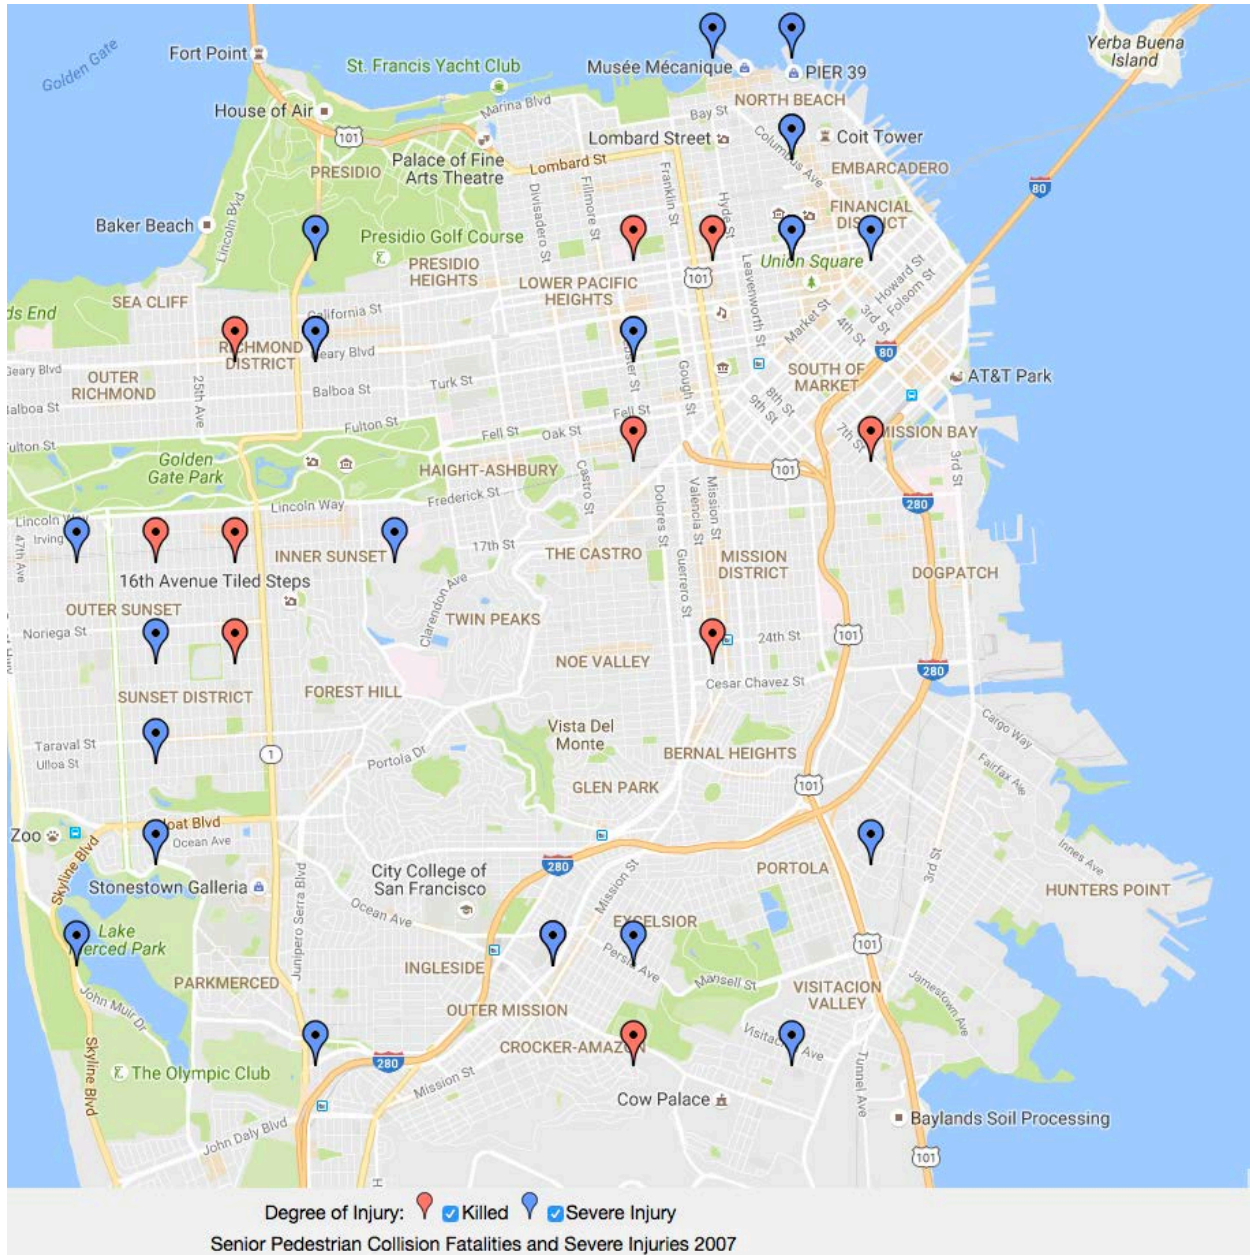 Golden Gate
Fort Point
St. Francis Yacht Club
Musée Mécanique
PIER 39
Yerba Buena
Island
House of Air
Marina Blvd
Bay St
NORTH BEACH
101
Lombard Street
Columbus Ave
Coit Tower
Palace of Fine
Arts Theatre
Lombard St
PRESIDIO
EMBARCADERO
80
Divisadero St
Fillmore St
Franklin St
Hyde St
FINANCIAL
DISTRICT
Baker Beach
Lincoln Blvd
Presidio Golf Course
PRESIDIO
HEIGHTS
LOWER PACIFIC
HEIGHTS
101
Leavenworth St
Union Square
Howard St
Folsom St
SEA CLIFF
ds End
California St
Market St
3rd St
4th St
80
RICHMOND
DISTRICT
Geary Blvd
eary Blvd
OUTER
RICHMOND
25th Ave
Balboa St
Turk St
ster St
Gough St
SOUTH OF
MARKET
AT&T Park
8th St
9th St
alboa St
Fulton St
Fell St
Fell St
Oak St
7th St
MISSION BAY
ulton St
Golden
Gate Park
HAIGHT-ASHBURY
Castro St
101
3rd St
Frederick St
Dolores St
Valencia St
Mission St
280
Lincoln Way
Lincoln Way
Irving
47th Ave
INNER SUNSET
17th St
THE CASTRO
MISSION
DISTRICT
DOGPATCH
16th Avenue Tiled Steps
Clarendon Ave
Guerrero St
OUTER SUNSET
TWIN PEAKS
Noriega St
24th St
101
NOE VALLEY
280
SUNSET DISTRICT
FOREST HILL
Cesar Chavez St
Cargo Way
Vista Del
Monte
Taraval St
Ulloa St
1
Portola Dr
BERNAL HEIGHTS
Fairfax Ave
GLEN PARK
101
Zoo
loat Blvd
Ocean Ave
Skyline Blvd
Innes Ave
3rd St
City College of
San Francisco
280
Mission St
PORTOLA
HUNTERS POINT
Stonestown Galleria
Junipero Serra Blvd
Ocean Ave
EXCELSIOR
Lake
erced Park
101
INGLESIDE
Persia Ave
Mansell St
PARKMERCED
VISITACION
VALLEY
Jamestown Ave
John Muir Dr
OUTER MISSION
CROCKER-AMAZON
Visitacion Ave
Skyline Blvd
280
The Olympic Club
Mission St
Tunnel Ave
Cow Palace
Baylands Soil Processing
John Daly Blvd
101
Degree of Injury: Killed Severe Injury
Senior Pedestrian Collision Fatalities and Severe Injuries 2007